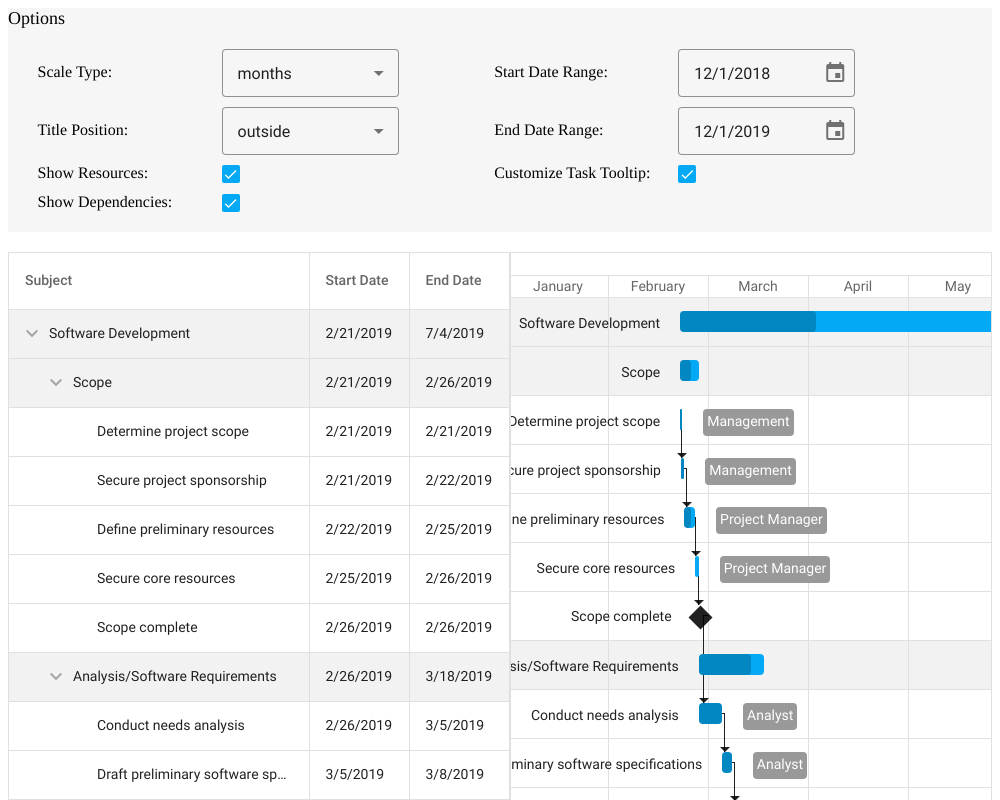 Options
Scale Type: months Start Date Range: 12/1/2018
Title Position: outside End Date Range: 12/1/2019
Show Resources: Customize Task Tooltip:
Show Dependencies:
Subject Start Date End Date
January February March April May
Software Development 2/21/2019 7/4/2019 Software Development
Scope 2/21/2019 2/26/2019 Scope
Determine project scope 2/21/2019 2/21/2019 Determine project scope Management
Secure project sponsorship 2/21/2019 2/22/2019 cure project sponsorship Management
Define preliminary resources 2/22/2019 2/25/2019 ne preliminary resources Project Manager
Secure core resources 2/25/2019 2/26/2019 Secure core resources Project Manager
Scope complete 2/26/2019 2/26/2019 Scope complete
Analysis/Software Requirements 2/26/2019 3/18/2019 sis/Software Requirements
Conduct needs analysis 2/26/2019 3/5/2019 Conduct needs analysis Analyst
Draft preliminary software sp... 3/5/2019 3/8/2019 minary software specifications Analyst